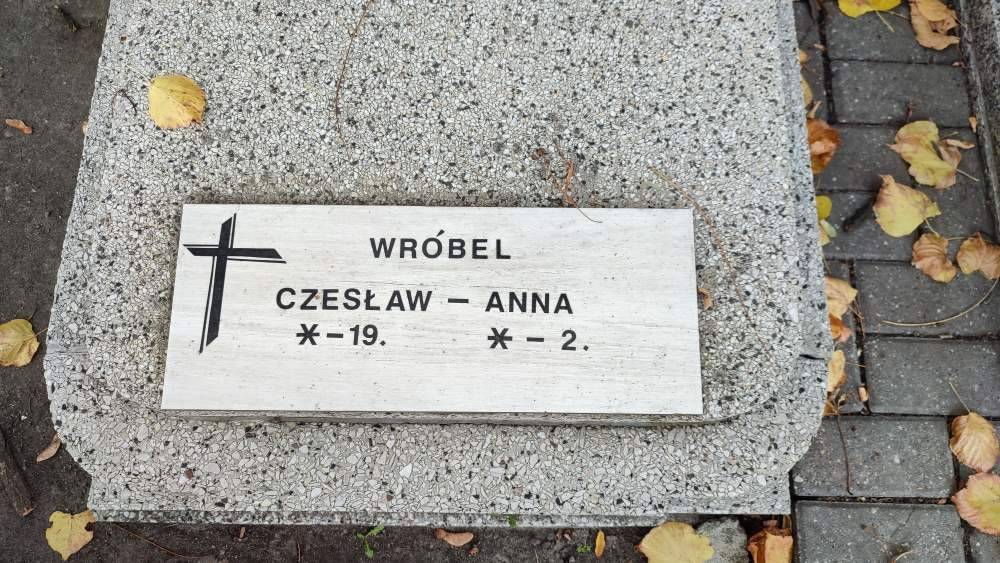 WRÓBEL
CZESŁAW – ANNA
*–19. *– 2.